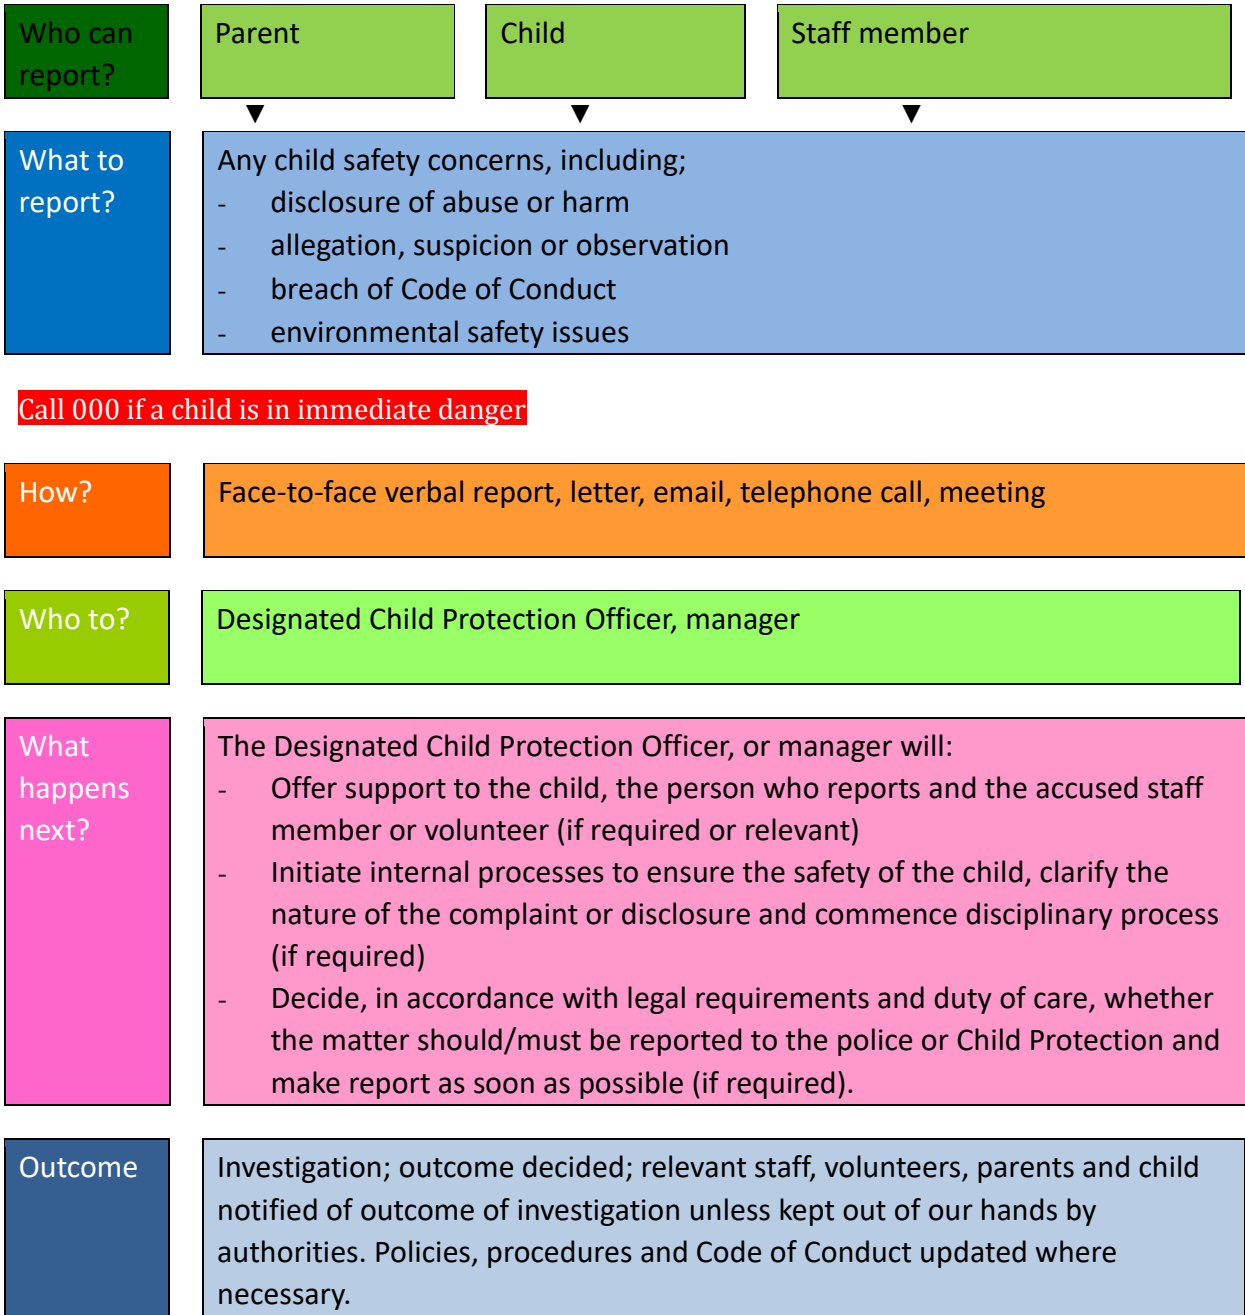 Who can
report?
Parent
Child
Staff member
What to
report?
Any child safety concerns, including;
- disclosure of abuse or harm
- allegation, suspicion or observation
- breach of Code of Conduct
- environmental safety issues
Call 000 if a child is in immediate danger
How?
Face-to-face verbal report, letter, email, telephone call, meeting
Who to?
Designated Child Protection Officer, manager
What
happens
next?
The Designated Child Protection Officer, or manager will:
- Offer support to the child, the person who reports and the accused staff
member or volunteer (if required or relevant)
- Initiate internal processes to ensure the safety of the child, clarify the
nature of the complaint or disclosure and commence disciplinary process
(if required)
- Decide, in accordance with legal requirements and duty of care, whether
the matter should/must be reported to the police or Child Protection and
make report as soon as possible (if required).
Outcome
Investigation; outcome decided; relevant staff, volunteers, parents and child
notified of outcome of investigation unless kept out of our hands by
authorities. Policies, procedures and Code of Conduct updated where
necessary.